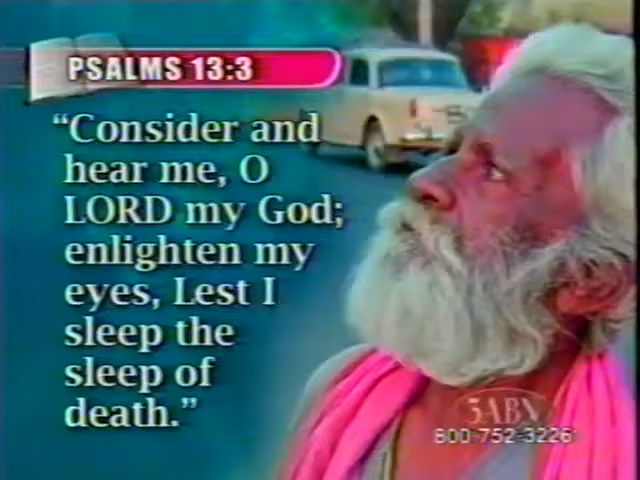 PSALMS 13:3
“Consider and
hear me, O
LORD my God;
enlighten my
eyes, Lest I
sleep the
sleep of
death.”
3ABN
800-752-3226